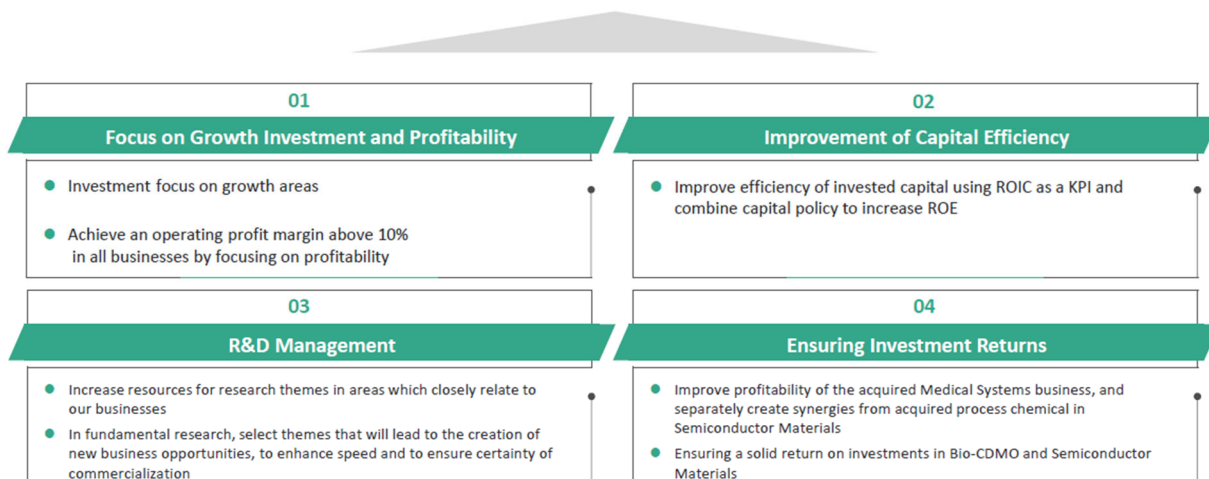 01
Focus on Growth Investment and Profitability
Investment focus on growth areas
Achieve an operating profit margin above 10%
in all businesses by focusing on profitability
02
Improvement of Capital Efficiency
Improve efficiency of invested capital using ROIC as a KPI and
combine capital policy to increase ROE
03
R&D Management
Increase resources for research themes in areas which closely relate to
our businesses
In fundamental research, select themes that will lead to the creation of
new business opportunities, to enhance speed and to ensure certainty of
commercialization
04
Ensuring Investment Returns
Improve profitability of the acquired Medical Systems business, and
separately create synergies from acquired process chemical in
Semiconductor Materials
Ensuring a solid return on investments in Bio-CDMO and Semiconductor
Materials